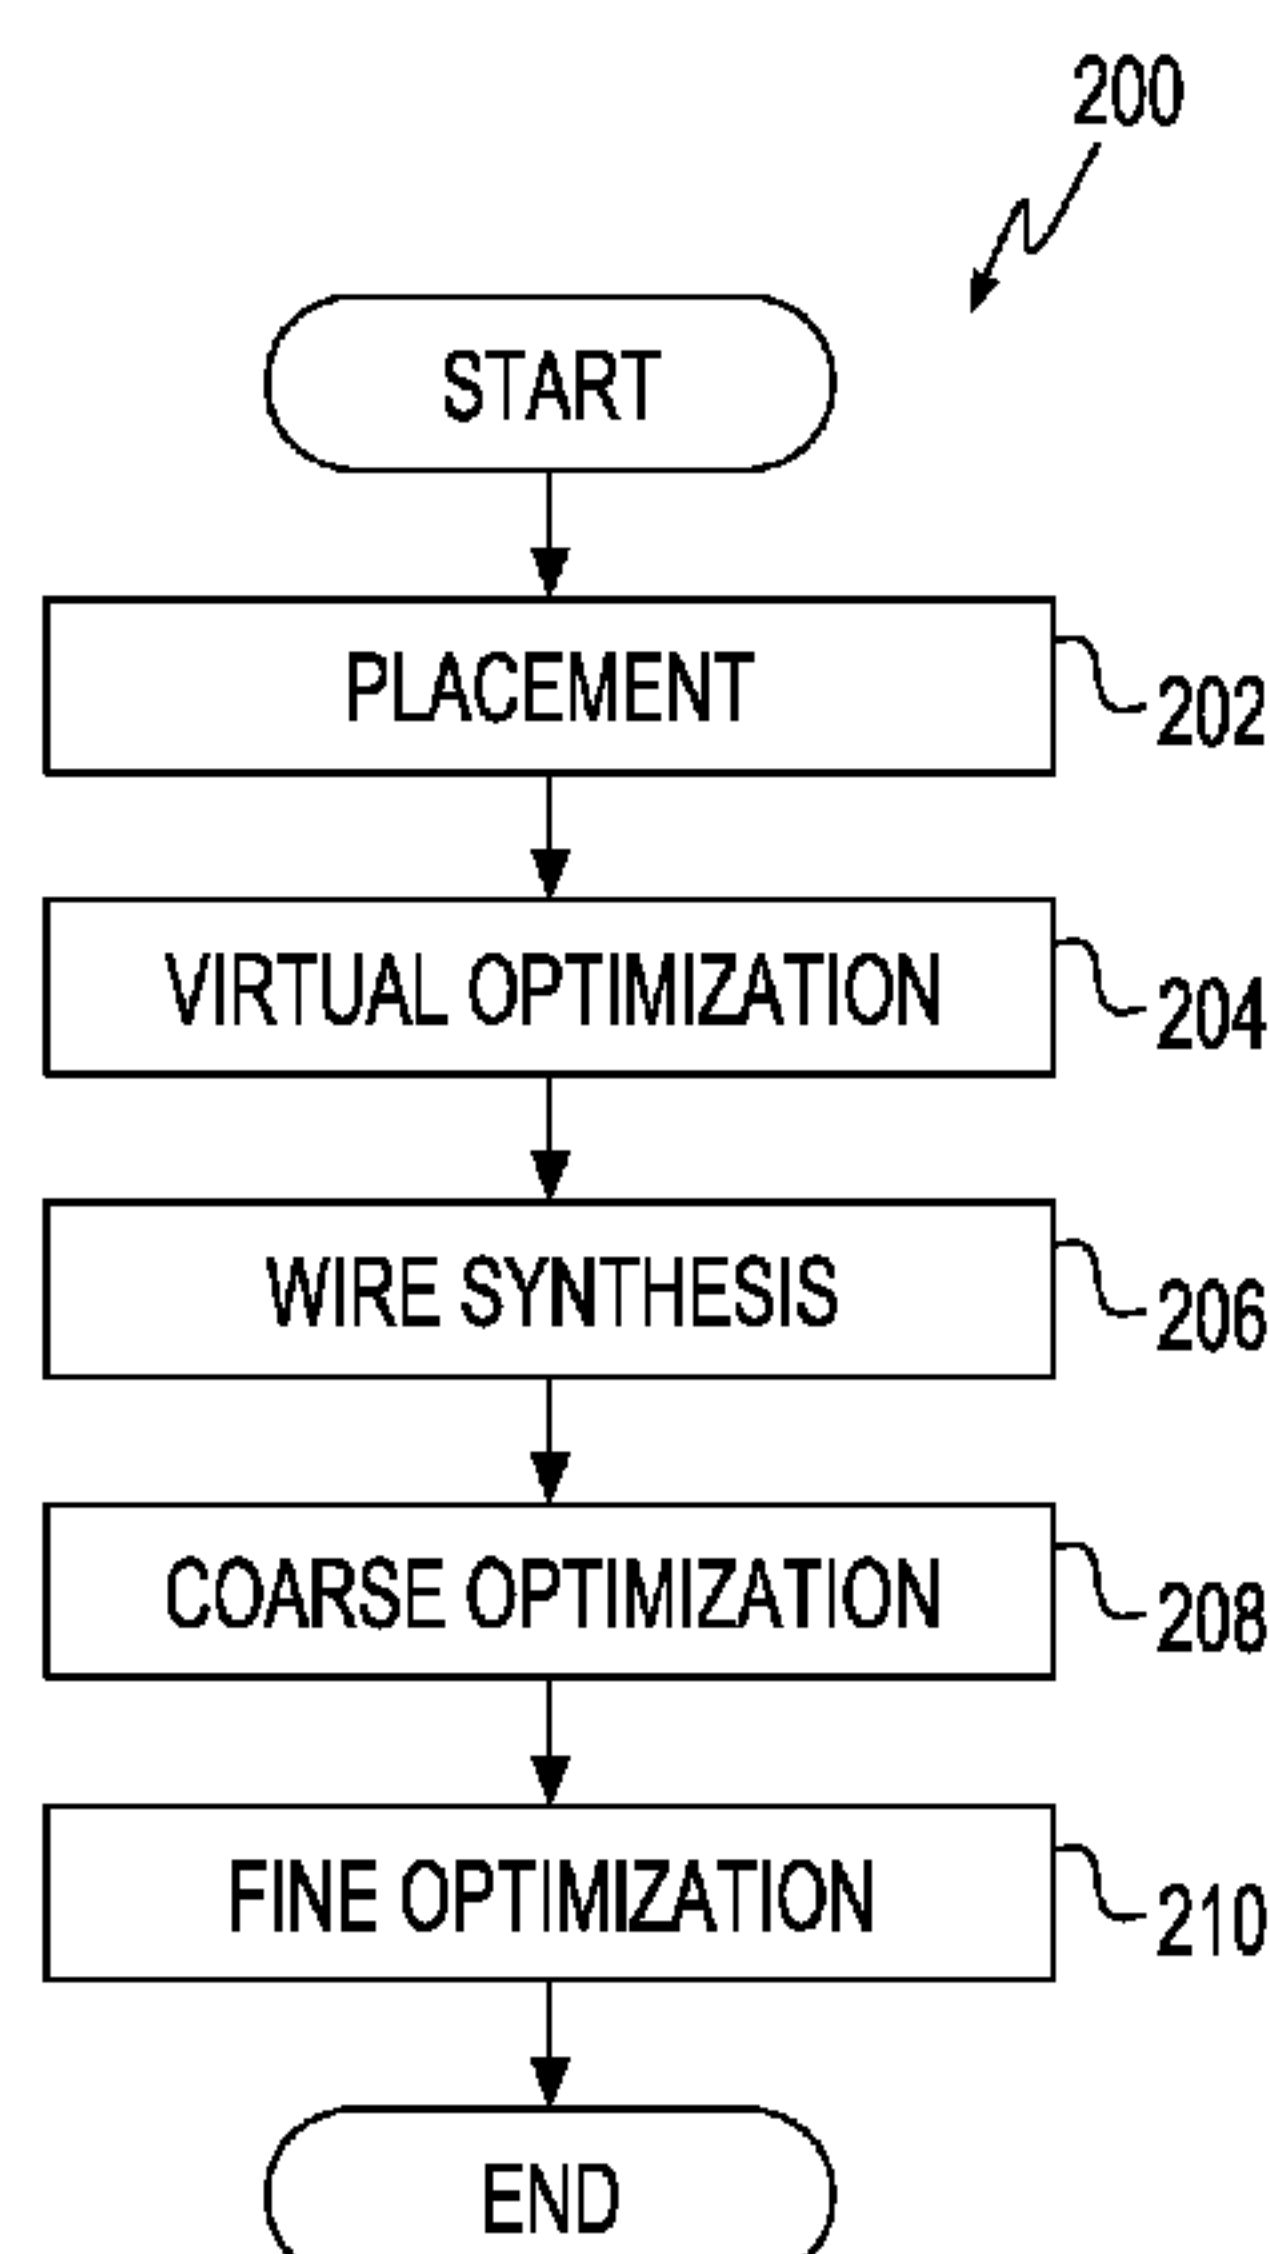 200
START
PLACEMENT
202
VIRTUAL OPTIMIZATION
204
WIRE SYNTHESIS
206
COARSE OPTIMIZATION
208
FINE OPTIMIZATION
210
END